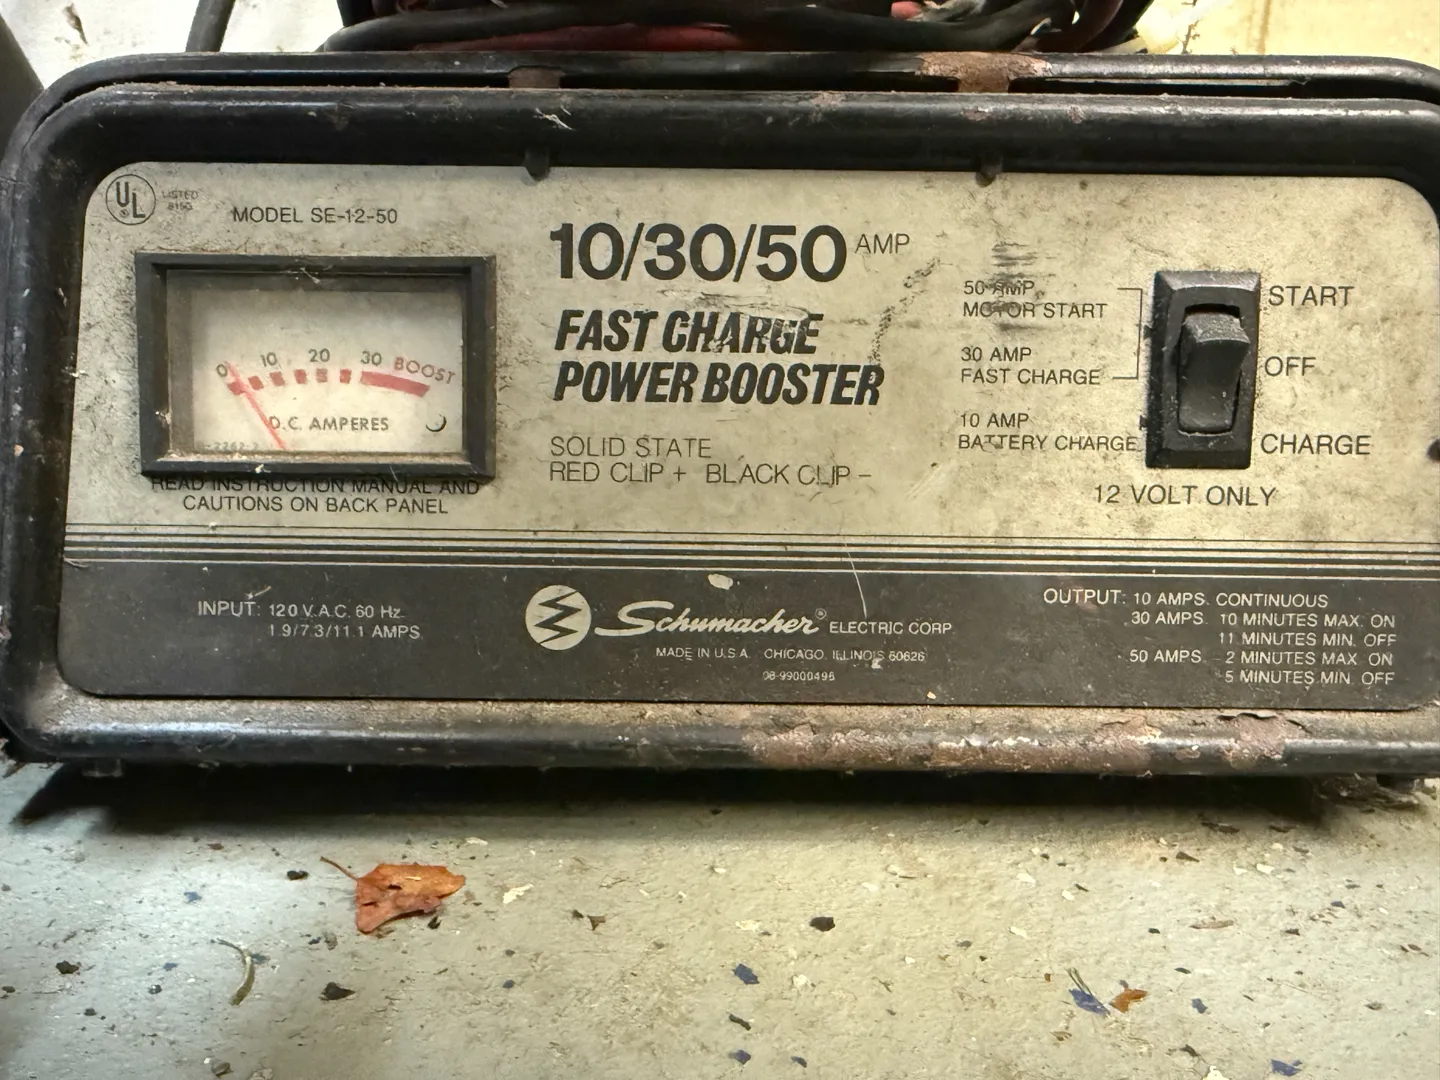 UL
LISTED
MODEL SE-12-50
0 10 20 30 BOOST
D.C. AMPERES
READ INSTRUCTION MANUAL AND
CAUTIONS ON BACK PANEL
10/30/50 AMP
FAST CHARGE
POWER BOOSTER
SOLID STATE
RED CLIP + BLACK CLIP -
50 AMP
MOTOR START
30 AMP
FAST CHARGE
10 AMP
BATTERY CHARGE
START
OFF
CHARGE
12 VOLT ONLY
INPUT: 120 V.A.C. 60 Hz.
1.9/7.3/11.1 AMPS
Schumacher® ELECTRIC CORP.
MADE IN U.S.A. CHICAGO, ILLINOIS 60626
98-99000496
OUTPUT: 10 AMPS. CONTINUOUS
30 AMPS. 10 MINUTES MAX. ON
11 MINUTES MIN. OFF
50 AMPS. 2 MINUTES MAX. ON
5 MINUTES MIN. OFF